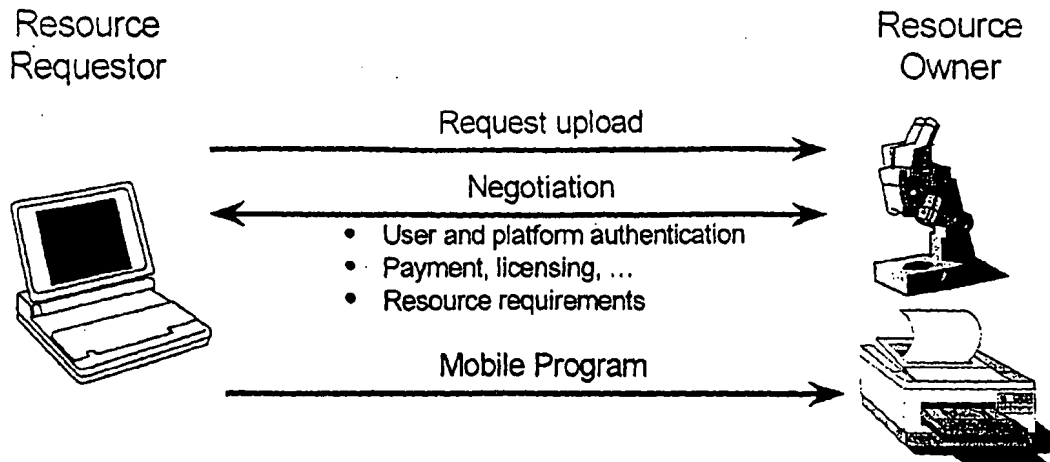 Resource
Requestor
Resource
Owner
Request upload
Negotiation
• User and platform authentication
• Payment, licensing, ...
• Resource requirements
Mobile Program